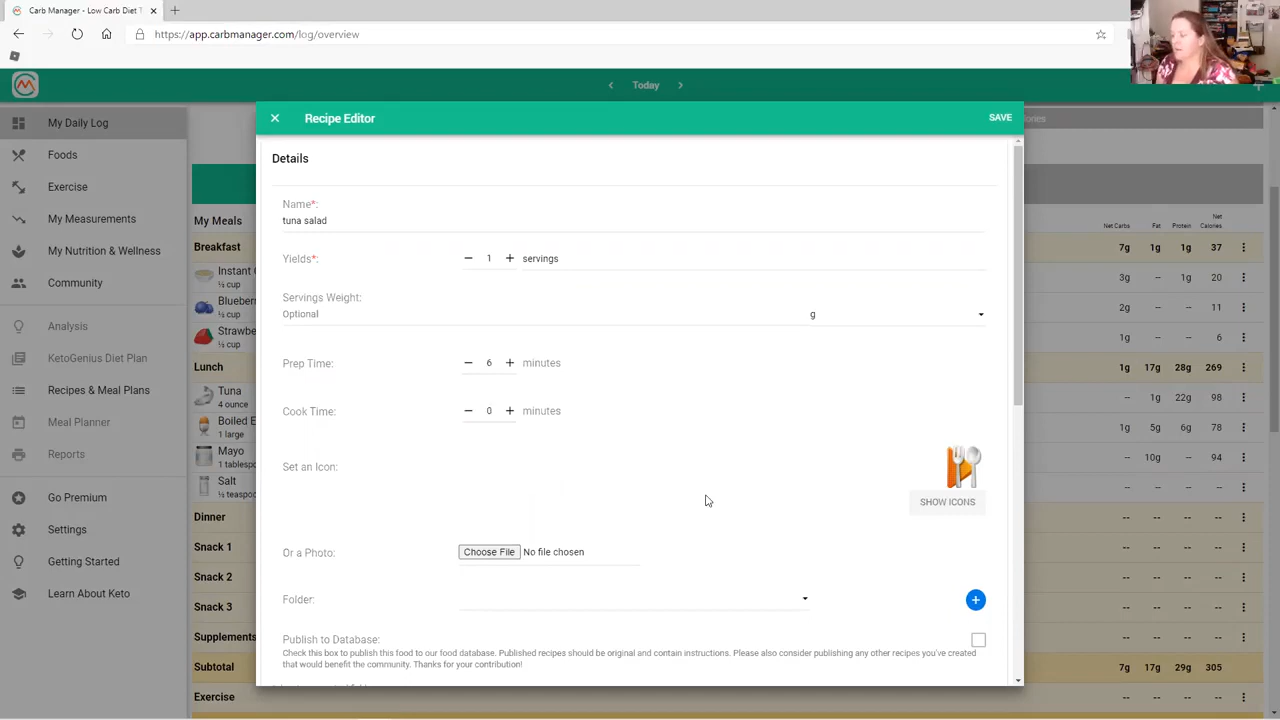 Carb Manager - Low Carb Diet T
https://app.carbmanager.com/log/overview
Today
Recipe Editor
SAVE
My Daily Log
Foods
Exercise
My Measurements
My Nutrition & Wellness
Community
Analysis
KetoGenius Diet Plan
Recipes & Meal Plans
Meal Planner
Reports
Go Premium
Settings
Getting Started
Learn About Keto
My Meals
Breakfast
Instant
½ cup
Blueber
½ cup
Strawbe
½ cup
Lunch
Tuna
4 ounce
Boiled E
1 large
Mayo
1 tablesp
Salt
½ teaspoo
Dinner
Snack 1
Snack 2
Snack 3
Supplements
Subtotal
Exercise
Details
Name*:
tuna salad
Yields*:
− 1 + servings
Servings Weight:
Optional g
Prep Time:
− 6 + minutes
Cook Time:
− 0 + minutes
Set an Icon:
SHOW ICONS
Or a Photo:
Choose File No file chosen
Folder:
Publish to Database:
Check this box to publish this food to our food database. Published recipes should be original and contain instructions. Please also consider publishing any other recipes you've created
that would benefit the community. Thanks for your contribution!
Net Carbs Fat Protein Net Calories
7g 1g 1g 37
3g -- 1g 20
2g -- -- 11
1g -- -- 6
1g 17g 28g 269
-- 1g 22g 98
1g 5g 6g 78
-- 10g -- 94
-- -- -- --
-- -- -- --
-- -- -- --
-- -- -- --
-- -- -- --
-- -- -- --
7g 17g 29g 305
-- -- -- --